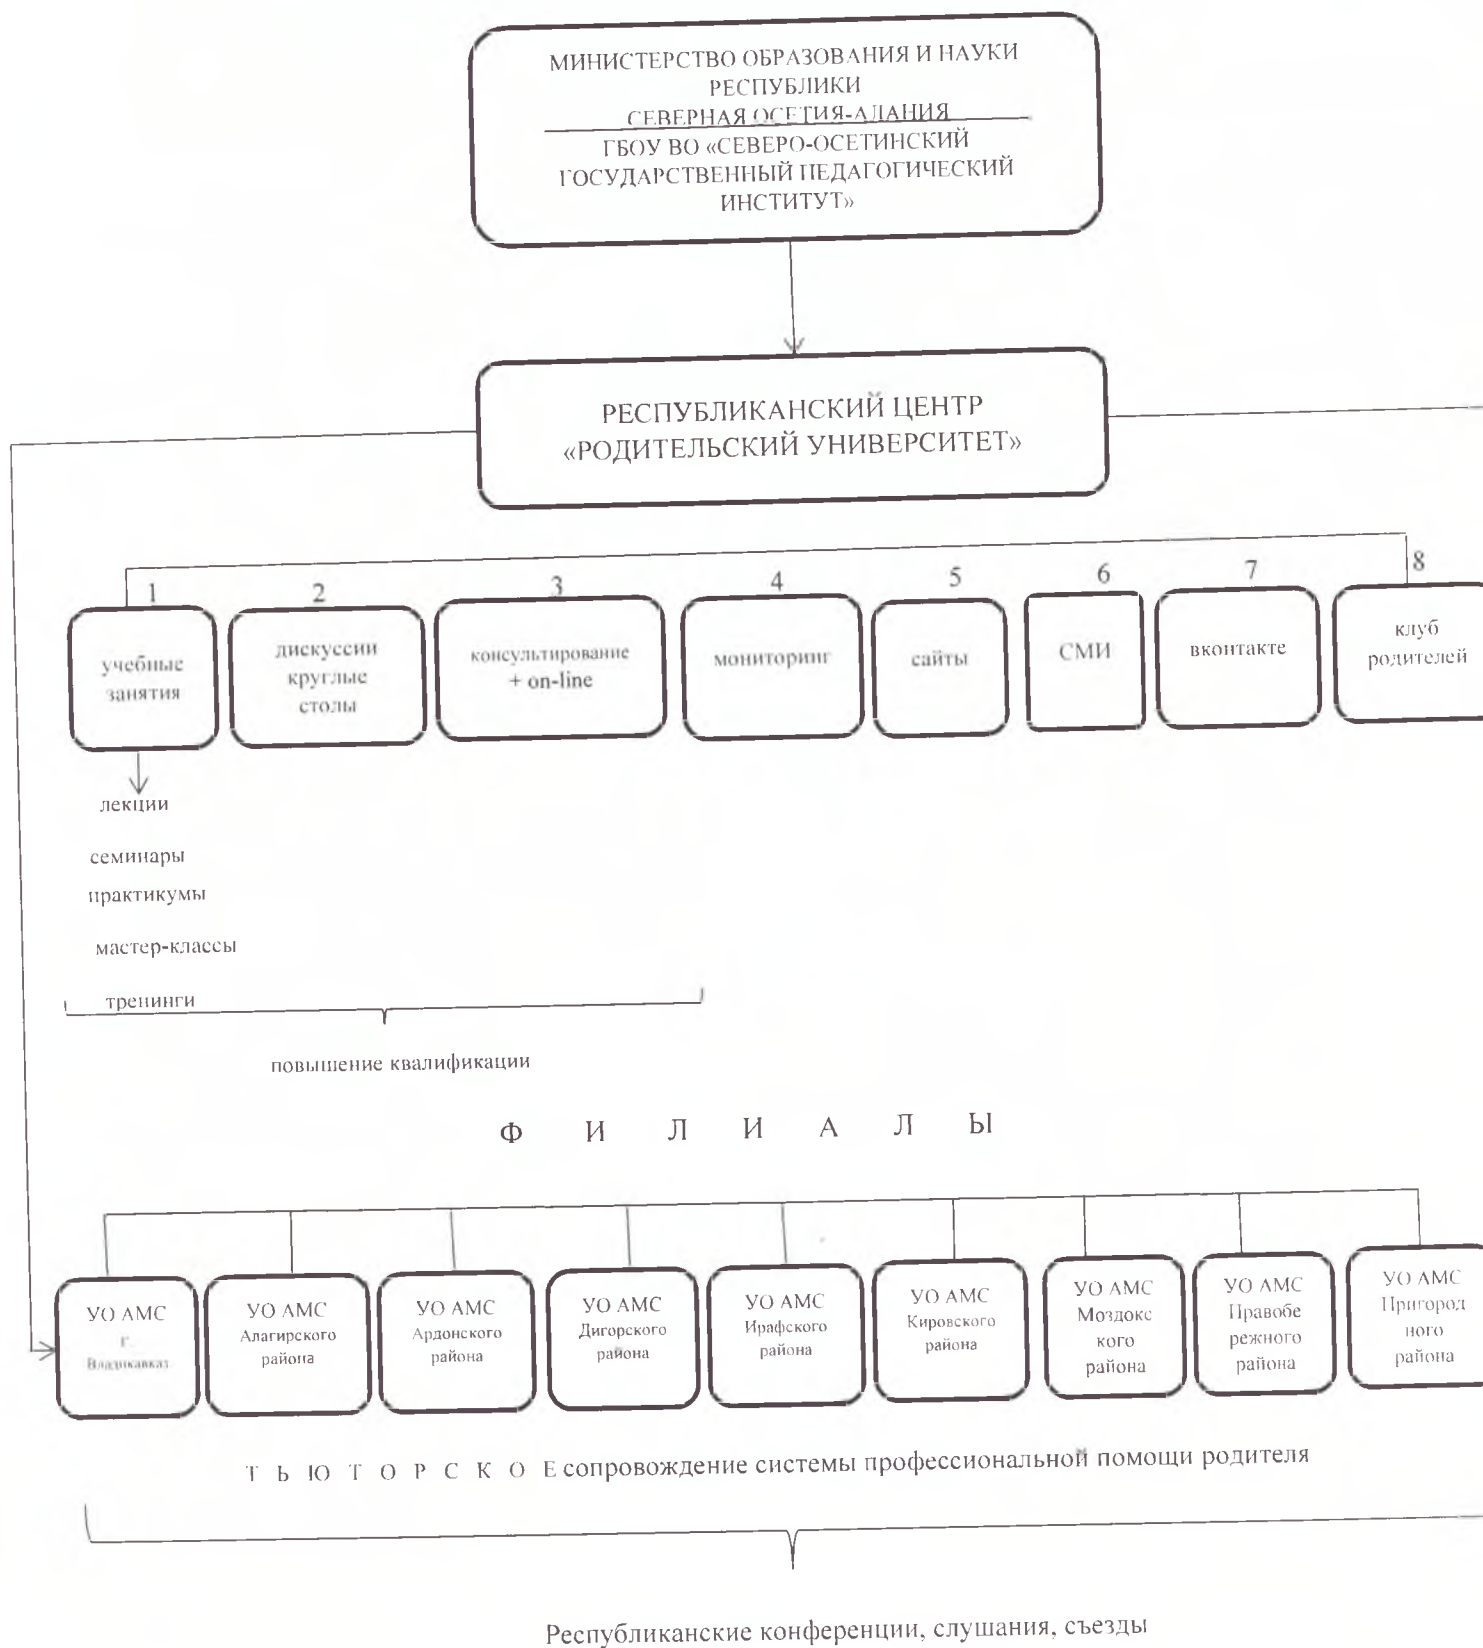 МИНИСТЕРСТВО ОБРАЗОВАНИЯ И НАУКИ
РЕСПУБЛИКИ
СЕВЕРНАЯ ОСЕТИЯ-АЛАНИЯ
ГБОУ ВО «СЕВЕРО-ОСЕТИНСКИЙ
ГОСУДАРСТВЕННЫЙ ПЕДАГОГИЧЕСКИЙ
ИНСТИТУТ»
РЕСПУБЛИКАНСКИЙ ЦЕНТР
«РОДИТЕЛЬСКИЙ УНИВЕРСИТЕТ»
1
учебные
занятия
2
дискуссии
круглые
столы
3
консультирование
+ on-line
4
мониторинг
5
сайты
6
СМИ
7
вконтакте
8
клуб
родителей
лекции
семинары
практикумы
мастер-классы
тренинги
повышение квалификации
Ф И Л И А Л Ы
УО АМС
г.
Владикавказ
УО АМС
Алагирского
района
УО АМС
Ардонского
района
УО АМС
Дигорского
района
УО АМС
Ирафского
района
УО АМС
Кировского
района
УО АМС
Моздокс
кого
района
УО АМС
Правобе
режного
района
УО АМС
Пригород
ного
района
Т Ь Ю Т О Р С К О Е сопровождение системы профессиональной помощи родителя
Республиканские конференции, слушания, съезды